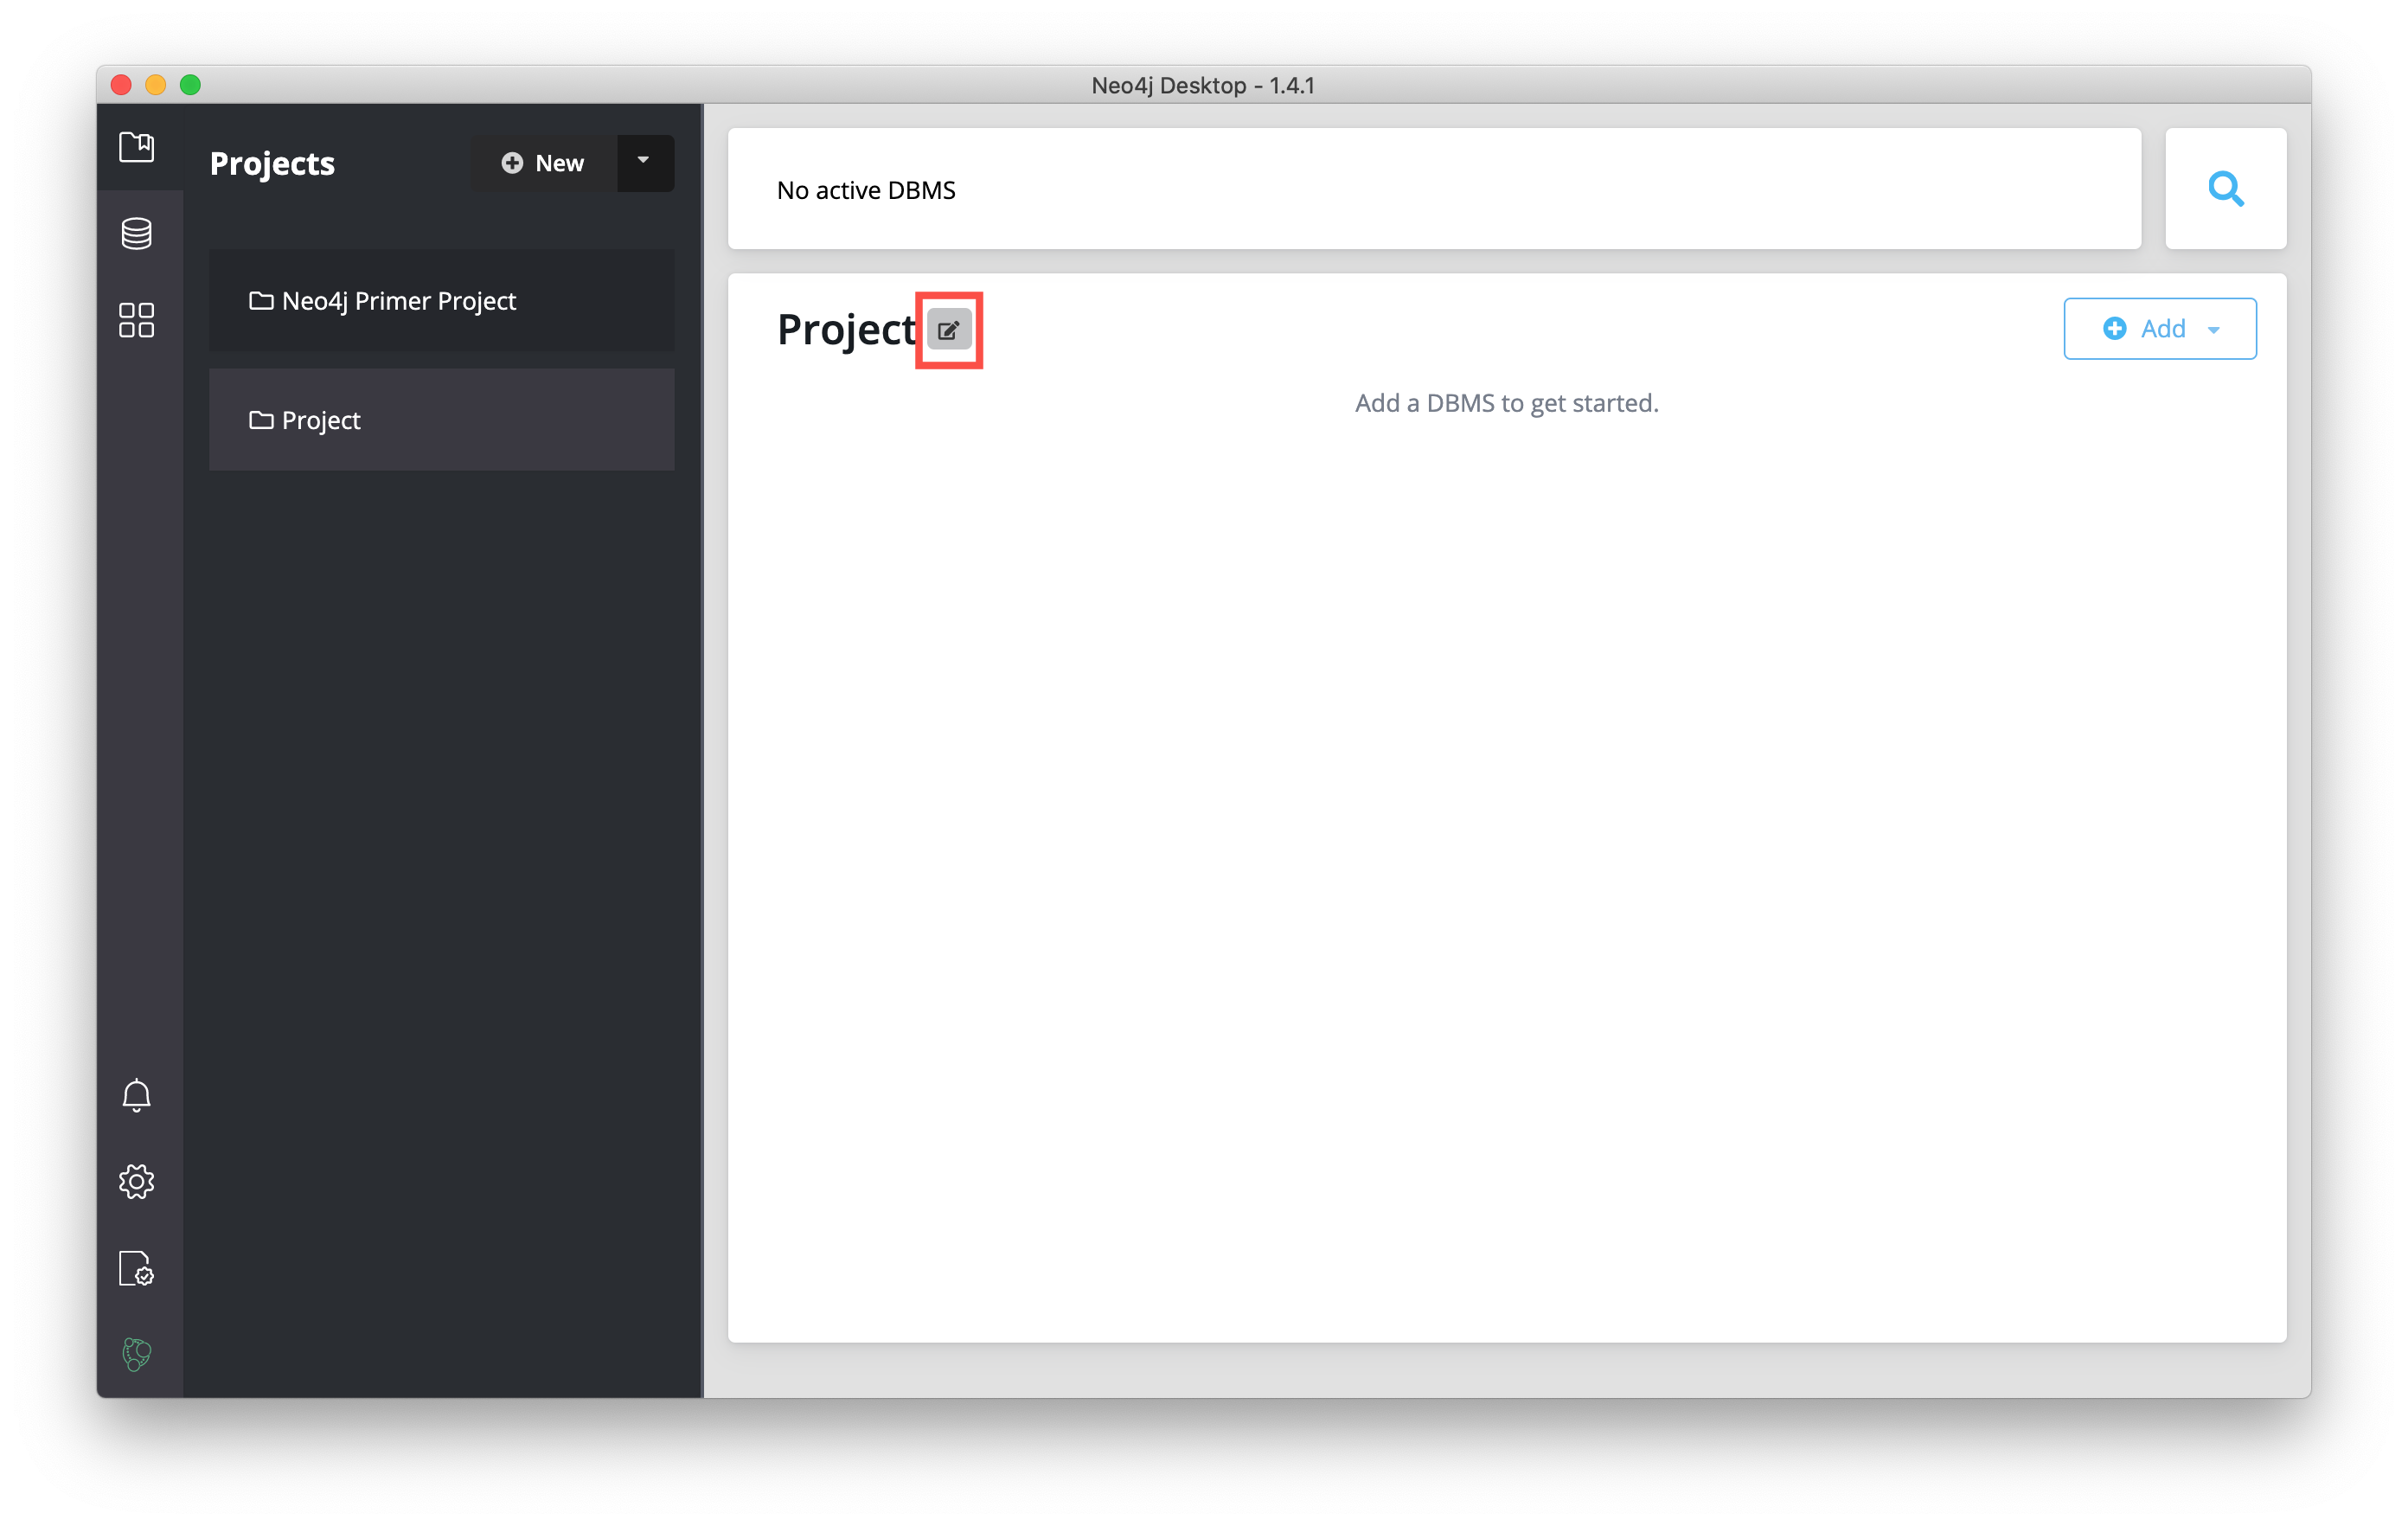 Neo4j Desktop - 1.4.1
Projects
New
Neo4j Primer Project
Project
No active DBMS
Project
Add
Add a DBMS to get started.